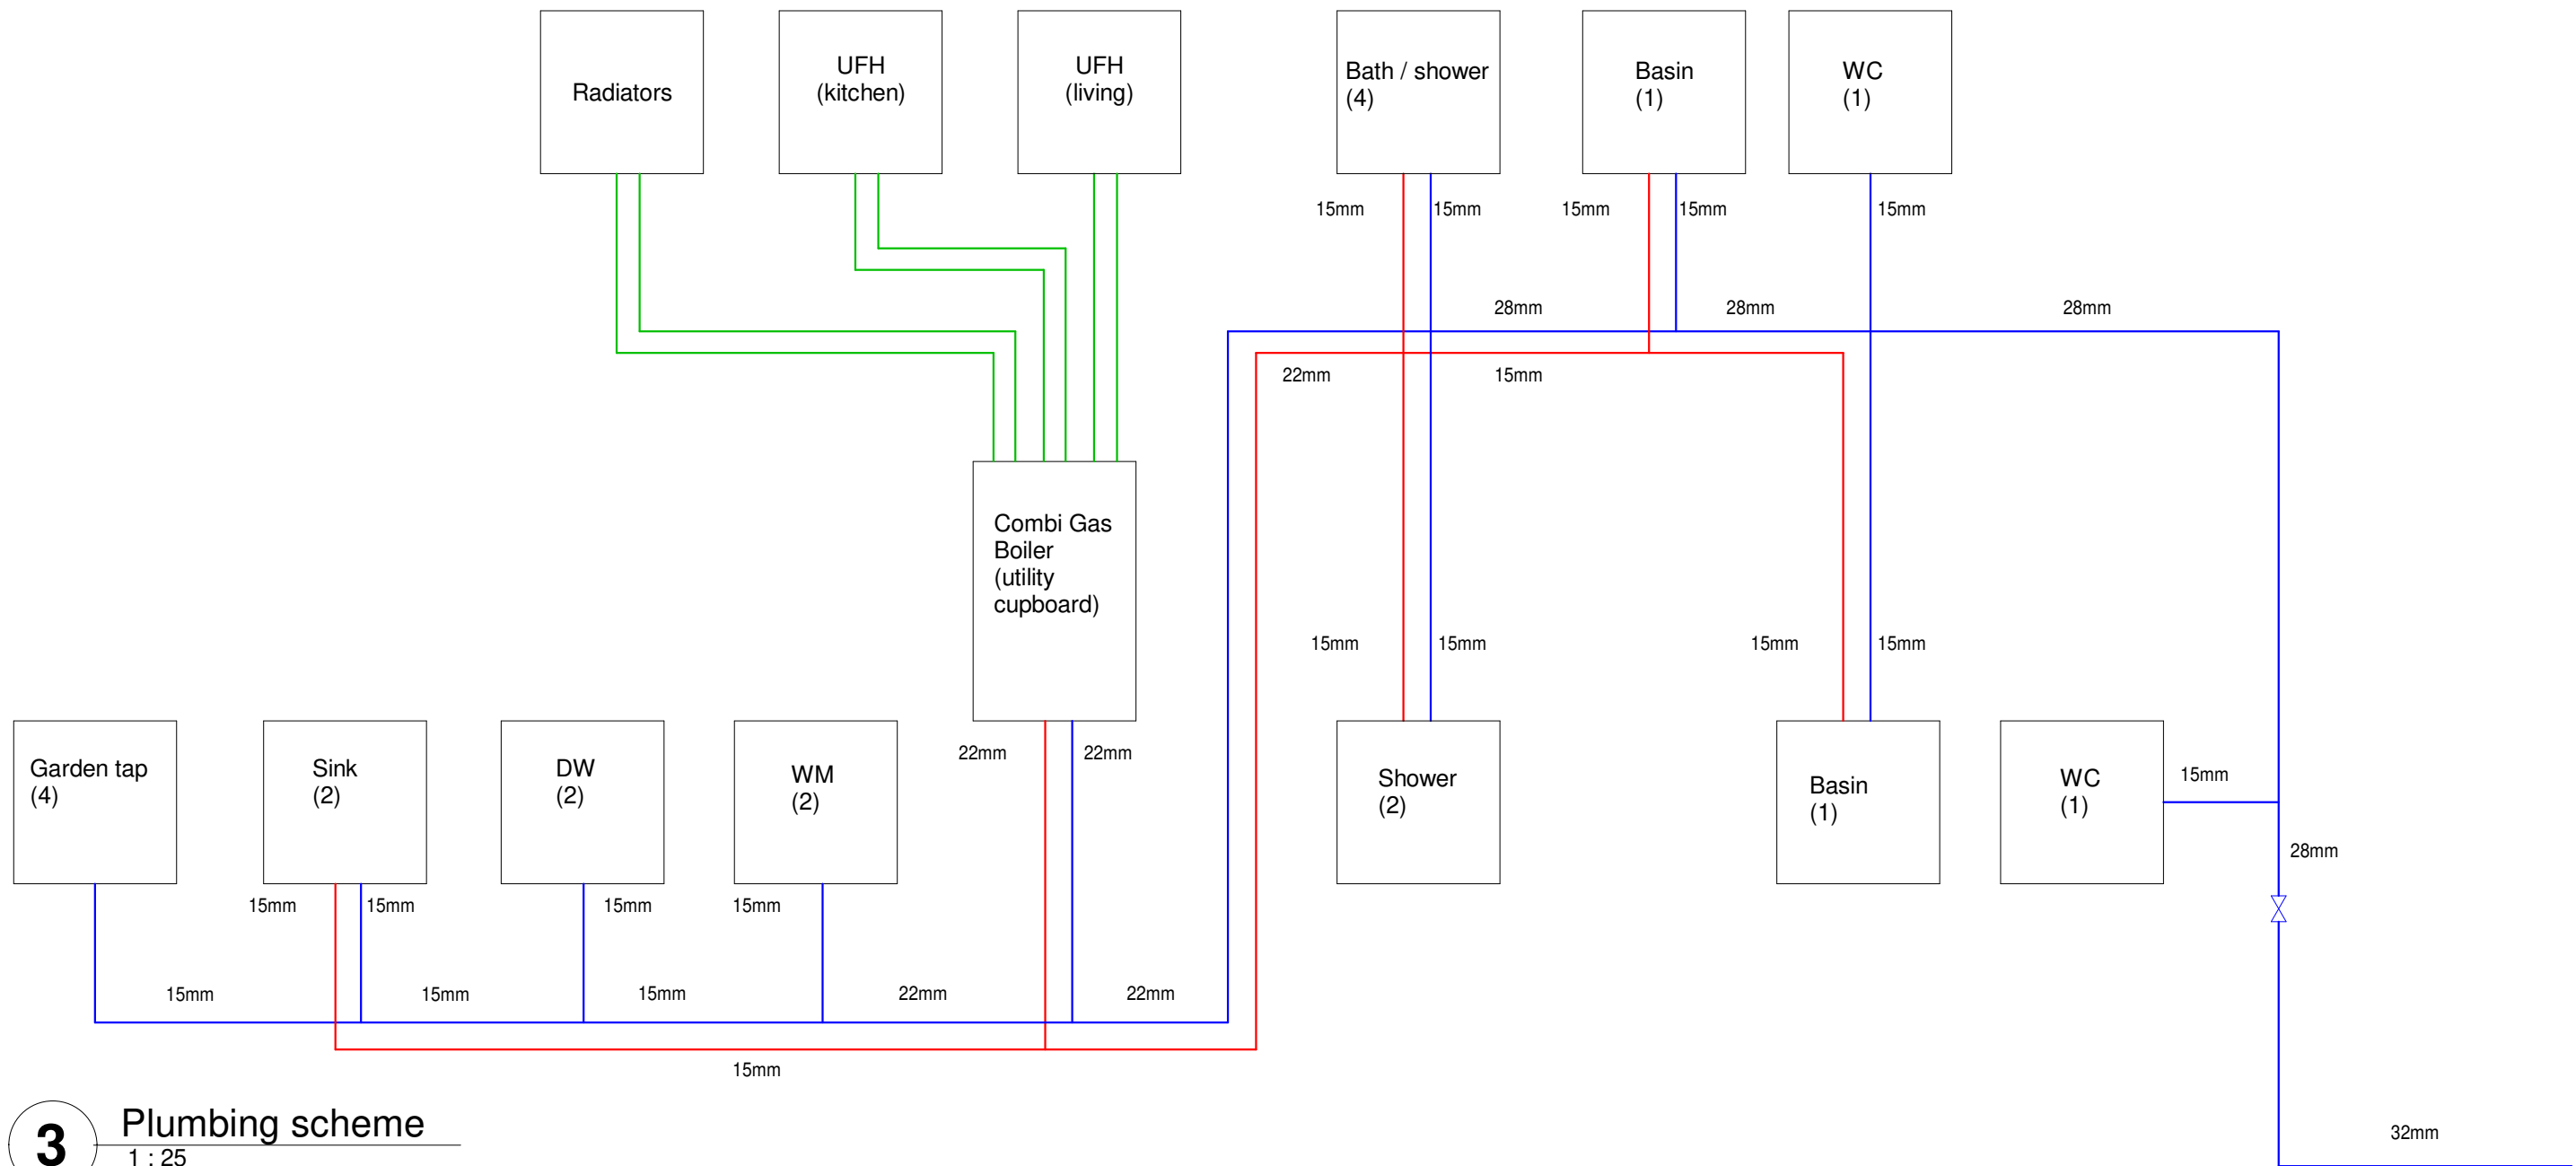 Radiators
UFH
(kitchen)
UFH
(living)
Bath / shower
(4)
Basin
(1)
WC
(1)
15mm
15mm
15mm
15mm
15mm
28mm
28mm
28mm
22mm
15mm
Combi Gas
Boiler
(utility
cupboard)
15mm
15mm
15mm
15mm
22mm
22mm
Garden tap
(4)
Sink
(2)
DW
(2)
WM
(2)
Shower
(2)
Basin
(1)
WC
(1)
15mm
28mm
15mm
15mm
15mm
15mm
15mm
15mm
15mm
22mm
22mm
15mm
3
Plumbing scheme
1 : 25
32mm